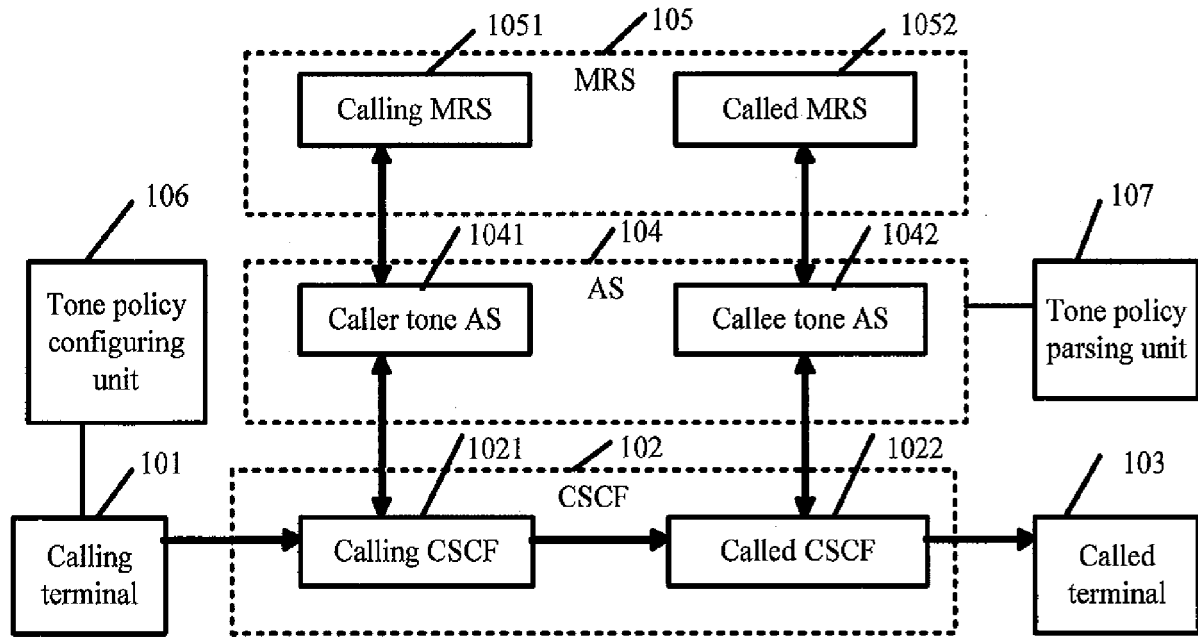 1051
105
1052
MRS
Calling MRS
Called MRS
106
107
1041
104
1042
AS
Tone policy
configuring
unit
Caller tone AS
Callee tone AS
Tone policy
parsing unit
101
1021
102
1022
103
CSCF
Calling
terminal
Calling CSCF
Called CSCF
Called
terminal